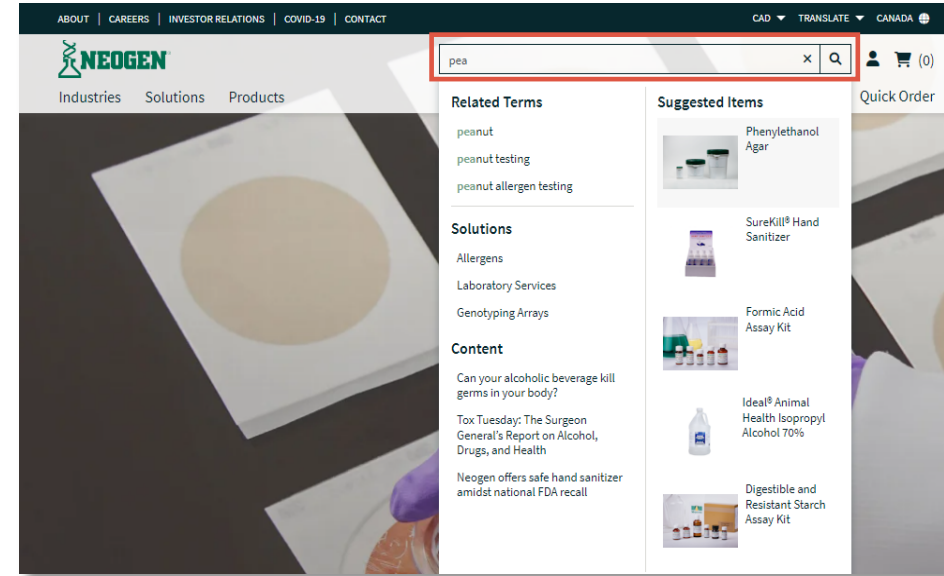 ABOUT | CAREERS | INVESTOR RELATIONS | COVID-19 | CONTACT
CAD TRANSLATE CANADA
NEOGEN®
pea
(0)
Industries Solutions Products
Quick Order
Related Terms
peanut
peanut testing
peanut allergen testing
Solutions
Allergens
Laboratory Services
Genotyping Arrays
Content
Can your alcoholic beverage kill
germs in your body?
Tox Tuesday: The Surgeon
General's Report on Alcohol,
Drugs, and Health
Neogen offers safe hand sanitizer
amidst national FDA recall
Suggested Items
Phenylethanol
Agar
SureKill® Hand
Sanitizer
Formic Acid
Assay Kit
Ideal® Animal
Health Isopropyl
Alcohol 70%
Digestible and
Resistant Starch
Assay Kit